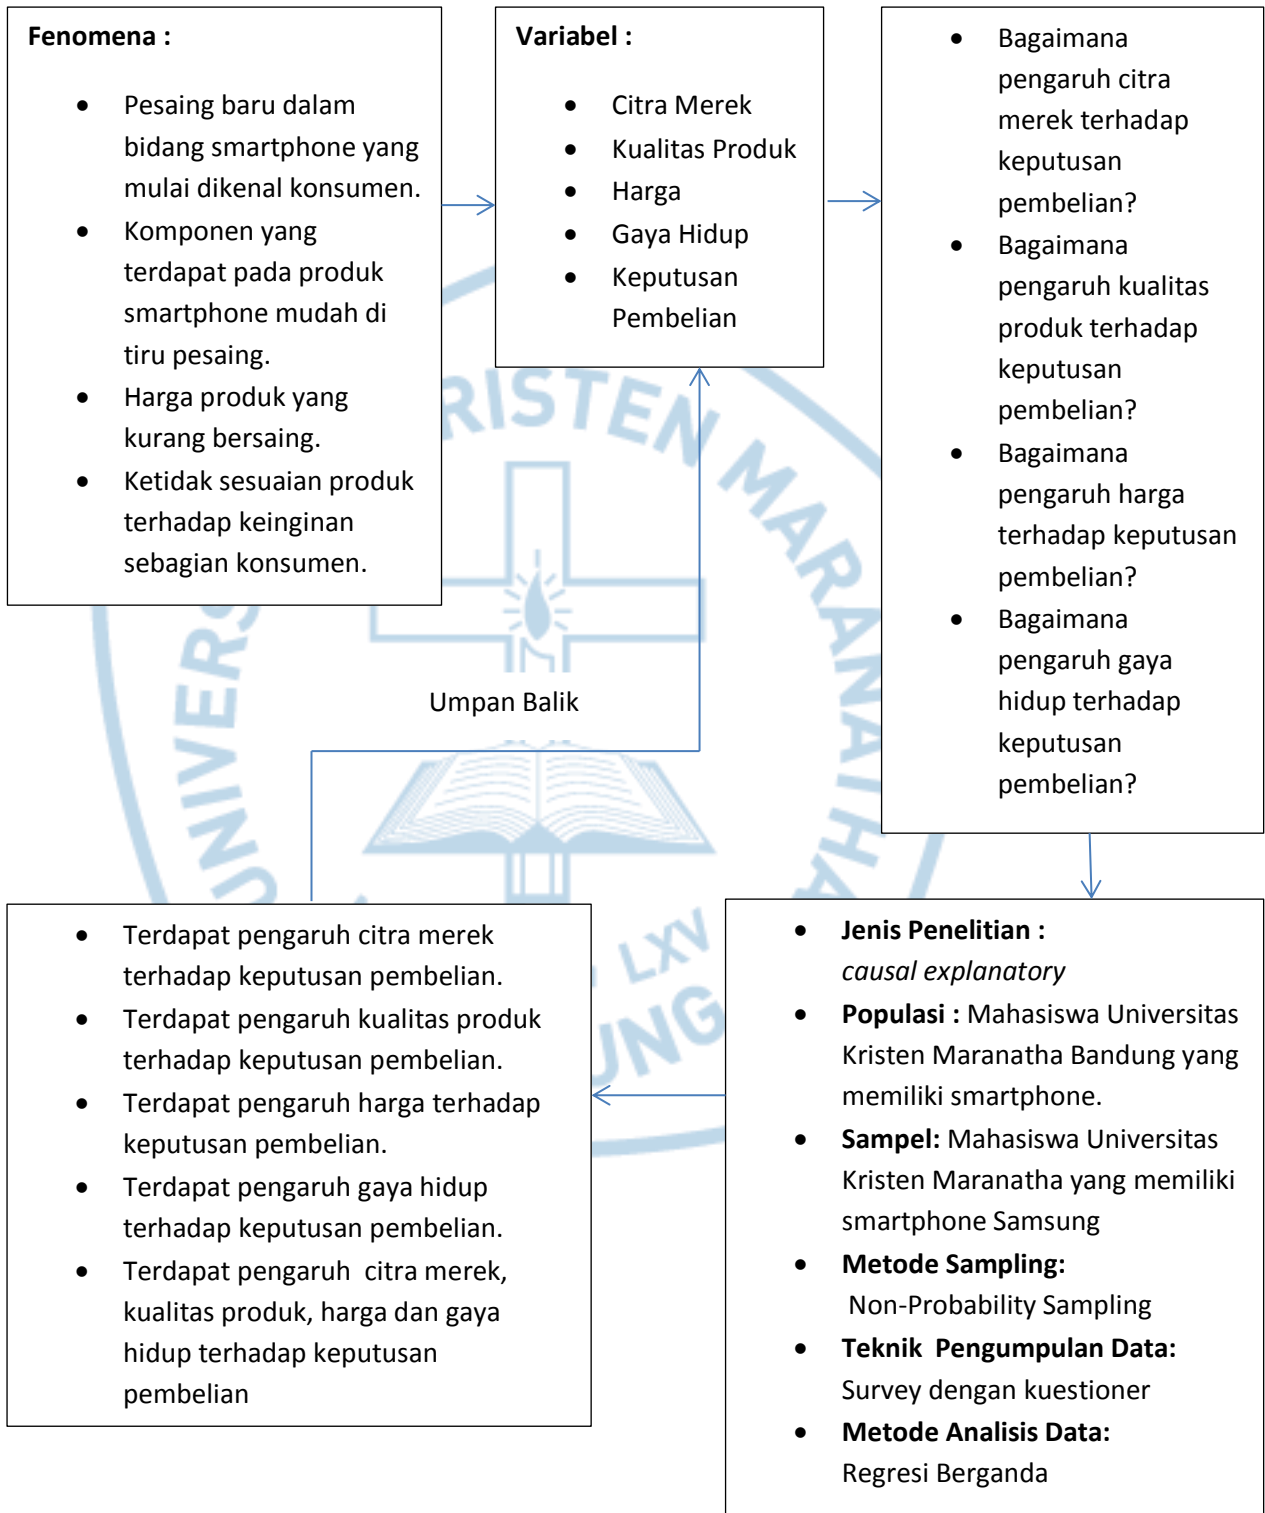 Fenomena :
• Pesaing baru dalam
bidang smartphone yang
mulai dikenal konsumen.
• Komponen yang
terdapat pada produk
smartphone mudah di
tiru pesaing.
• Harga produk yang
kurang bersaing.
• Ketidak sesuaian produk
terhadap keinginan
sebagian konsumen.
Variabel :
• Citra Merek
• Kualitas Produk
• Harga
• Gaya Hidup
• Keputusan
Pembelian
• Bagaimana
pengaruh citra
merek terhadap
keputusan
pembelian?
• Bagaimana
pengaruh kualitas
produk terhadap
keputusan
pembelian?
• Bagaimana
pengaruh harga
terhadap keputusan
pembelian?
• Bagaimana
pengaruh gaya
hidup terhadap
keputusan
pembelian?
Umpan Balik
• Jenis Penelitian :
causal explanatory
• Populasi : Mahasiswa Universitas
Kristen Maranatha Bandung yang
memiliki smartphone.
• Sampel: Mahasiswa Universitas
Kristen Maranatha yang memiliki
smartphone Samsung
• Metode Sampling:
Non-Probability Sampling
• Teknik Pengumpulan Data:
Survey dengan kuestioner
• Metode Analisis Data:
Regresi Berganda
• Terdapat pengaruh citra merek
terhadap keputusan pembelian.
• Terdapat pengaruh kualitas produk
terhadap keputusan pembelian.
• Terdapat pengaruh harga terhadap
keputusan pembelian.
• Terdapat pengaruh gaya hidup
terhadap keputusan pembelian.
• Terdapat pengaruh citra merek,
kualitas produk, harga dan gaya
hidup terhadap keputusan
pembelian
UNIVERS
RISTEN MARANATHA
LXV
UNG